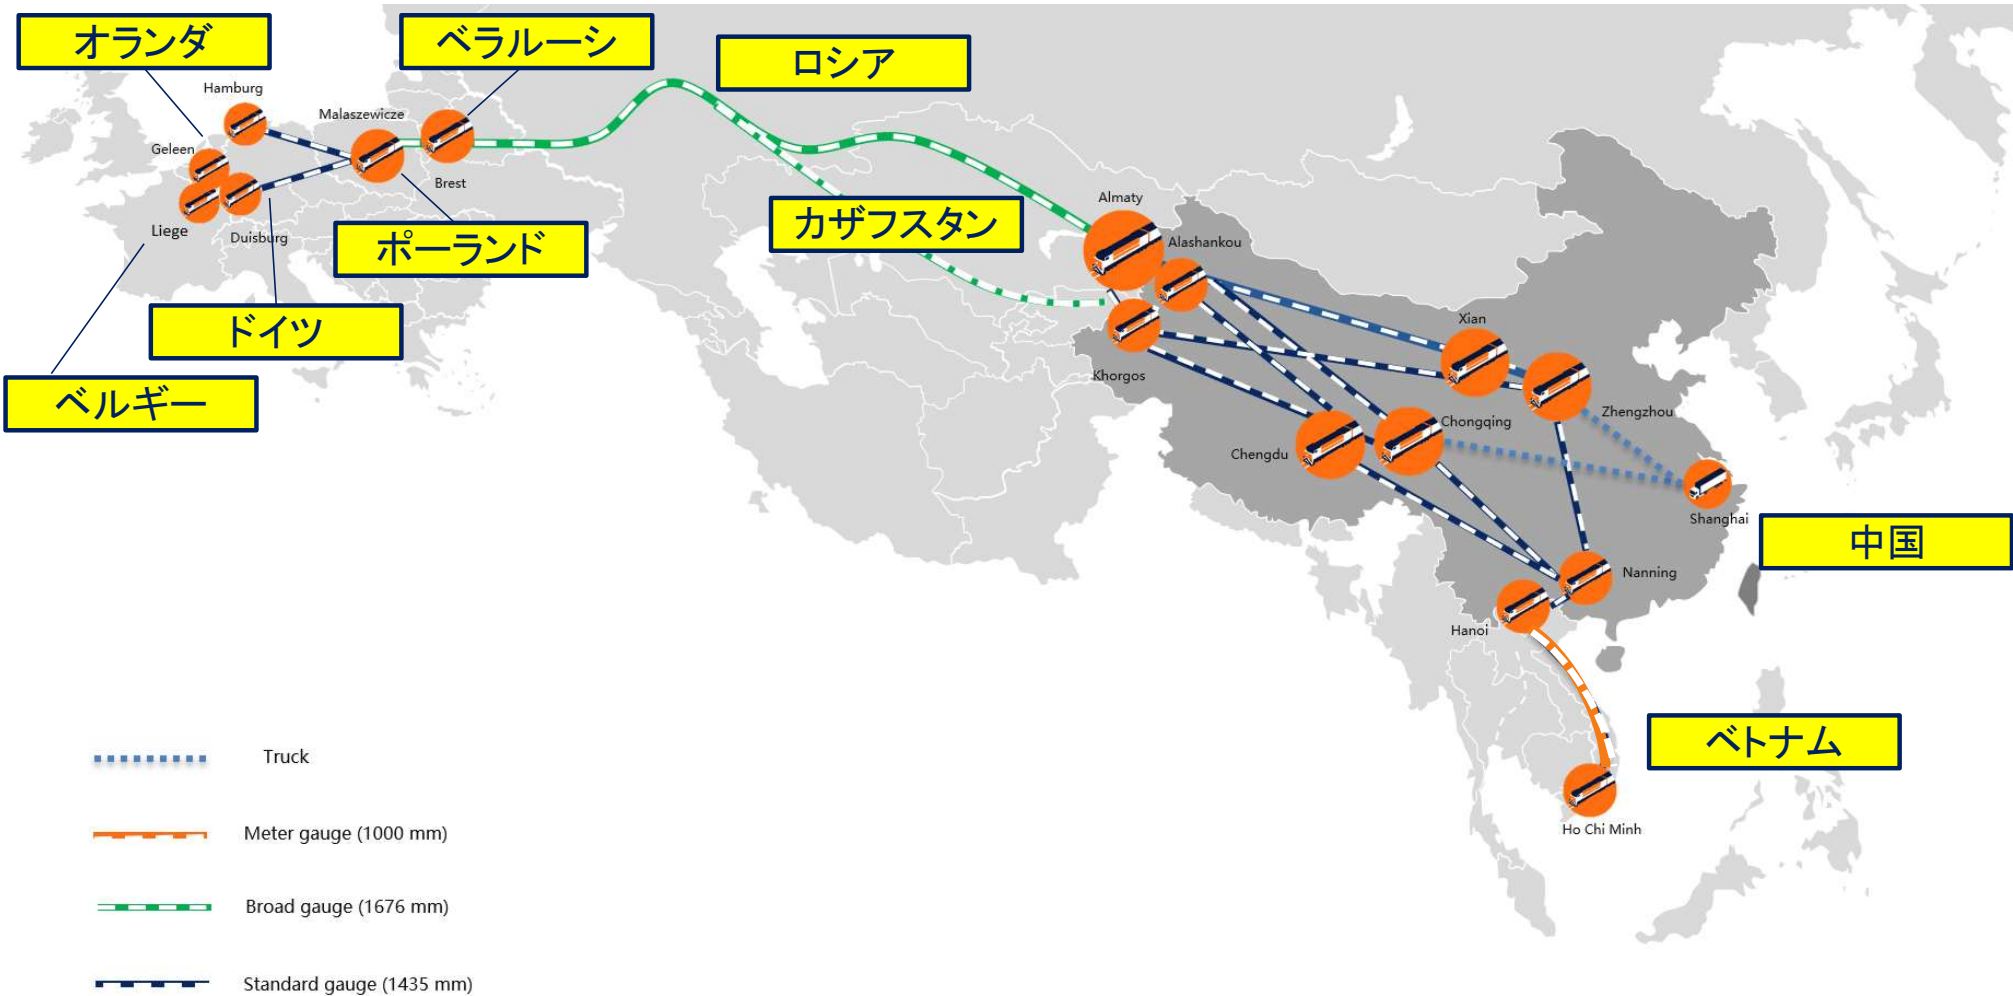 オランダ
ベラルーシ
ロシア
Hamburg
Malaszewicze
Geleen
Brest
Liege
Duisburg
ポーランド
カザフスタン
Almaty
Alashankou
ドイツ
ベルギー
Khorgos
Xian
Zhengzhou
Chongqing
Chengdu
Shanghai
中国
Nanning
Hanoi
ベトナム
Ho Chi Minh
Truck
Meter gauge (1000 mm)
Broad gauge (1676 mm)
Standard gauge (1435 mm)